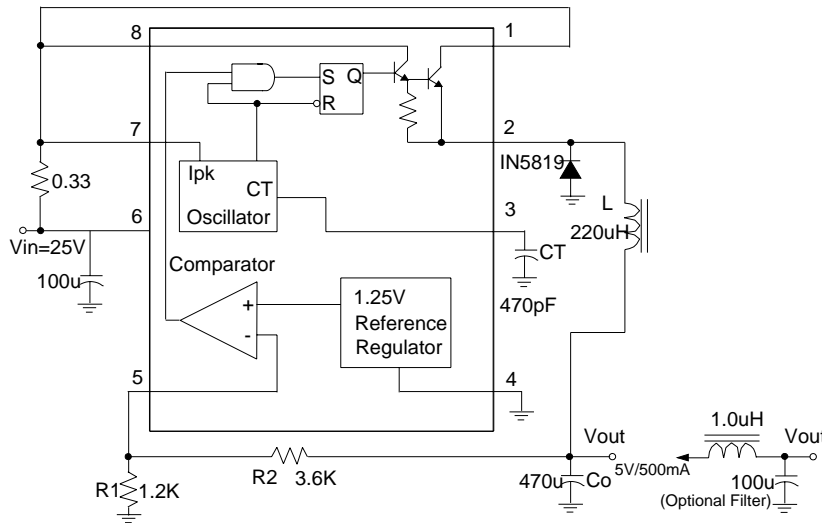 8
1
S Q
R
7
2
Ipk
IN5819
0.33
CT
L
Oscillator
6
3
220uH
Vin=25V
CT
Comparator
100u
470pF
+
1.25V
Reference
-
Regulator
5
4
1.0uH
Vout
Vout
5V/500mA
R2 3.6K
R1 1.2K
470u Co
100u
(Optional Filter)